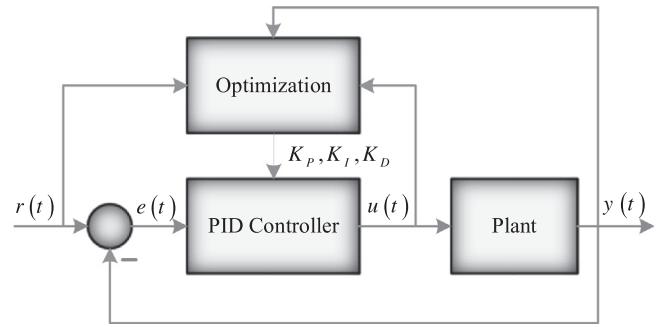 Optimization
K_P, K_I, K_D
r(t)
e(t)
PID Controller
u(t)
Plant
y(t)
−